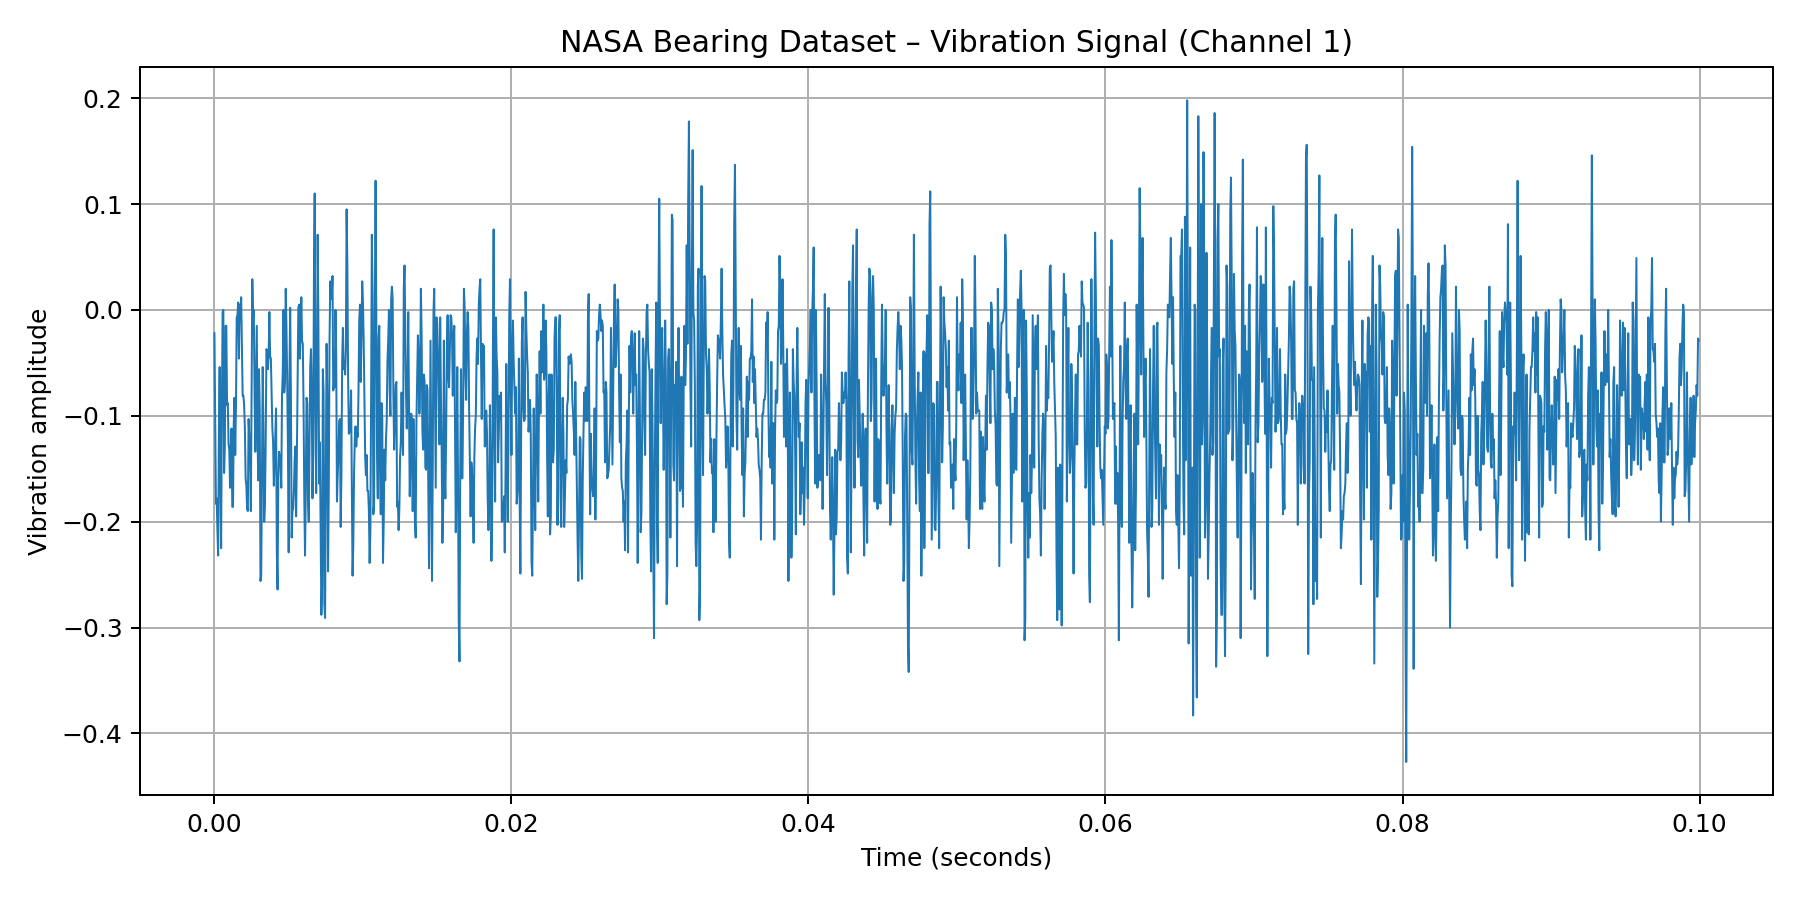 NASA Bearing Dataset – Vibration Signal (Channel 1)
Vibration amplitude
0.2
0.1
0.0
−0.1
−0.2
−0.3
−0.4
0.00 0.02 0.04 0.06 0.08 0.10
Time (seconds)